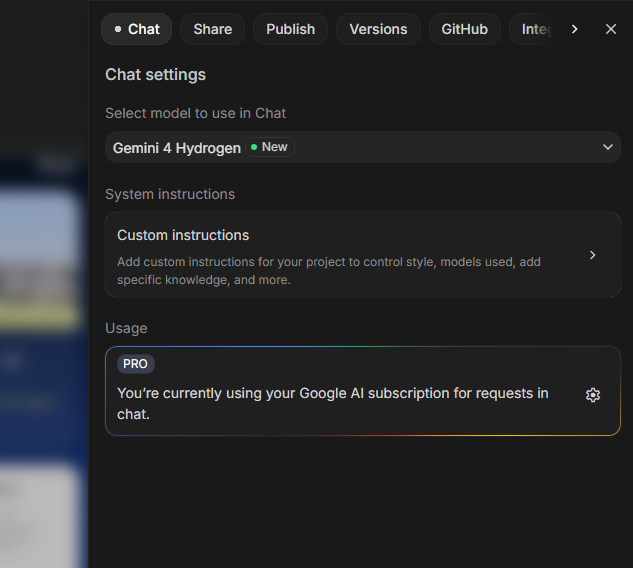 Chat Share Publish Versions GitHub
Chat settings
Select model to use in Chat
Gemini 4 Hydrogen New
System instructions
Custom instructions
Add custom instructions for your project to control style, models used, add
specific knowledge, and more.
Usage
PRO
You’re currently using your Google AI subscription for requests in
chat.